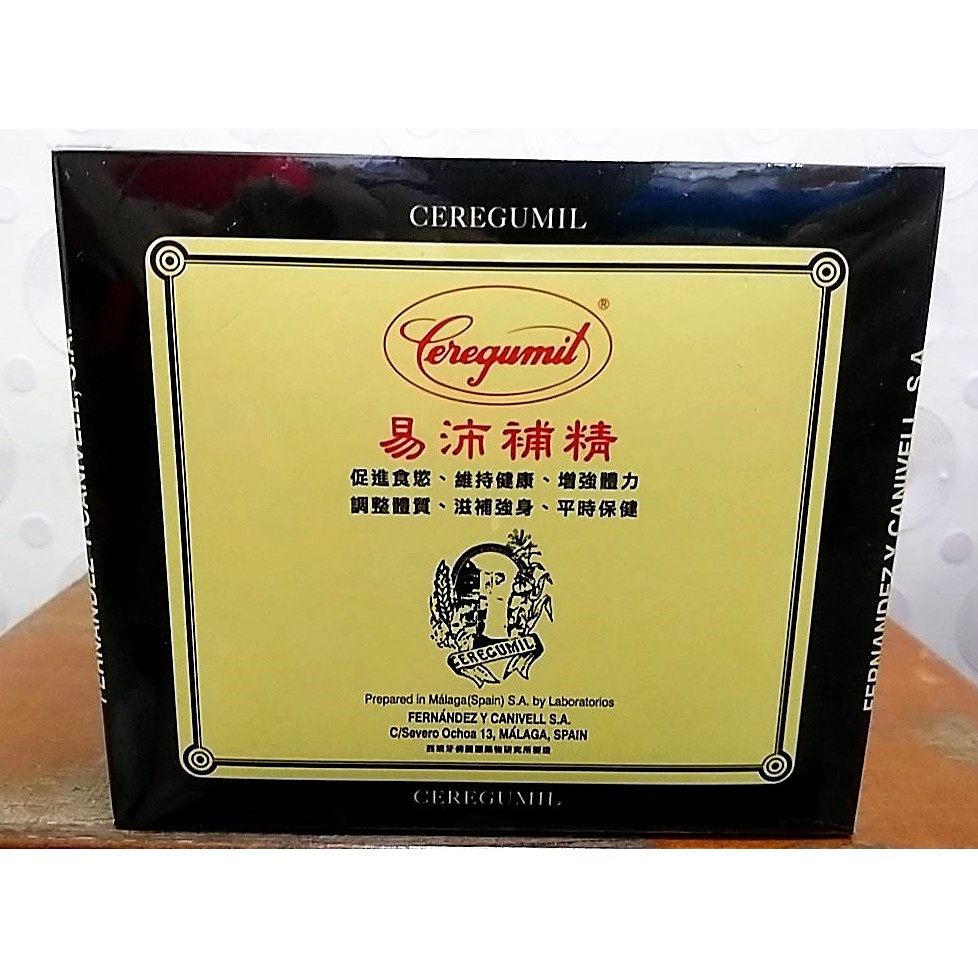 CEREGUMIL
Ceregumil®
易沛補精
促進食慾、維持健康、增強體力
調整體質、滋補強身、平時保健
CEREGUMIL
Prepared in Málaga(Spain) S.A. by Laboratorios
FERNÁNDEZ Y CANIVELL S.A.
C/Severo Ochoa 13, MÁLAGA, SPAIN
CEREGUMIL
FERNANDEZ Y CANIVELL, S.A.
FERNANDEZ Y CANIVELL S.A